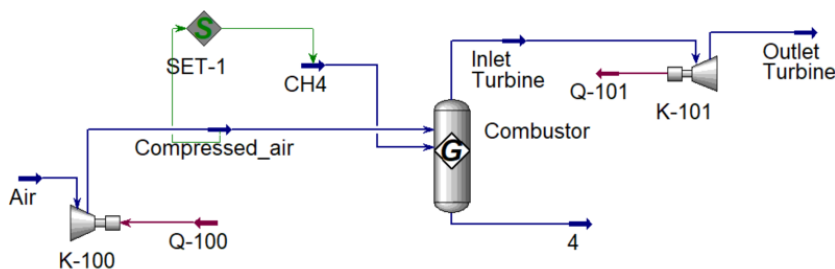 S
SET-1
CH4
Inlet
Turbine
Outlet
Turbine
Q-101
K-101
Compressed_air
Combustor
G
Air
Q-100
K-100
4